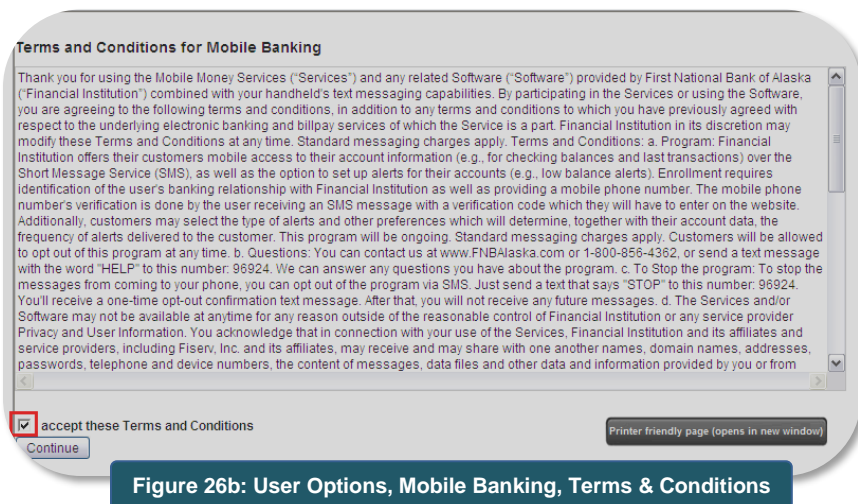 Terms and Conditions for Mobile Banking
Thank you for using the Mobile Money Services ("Services") and any related Software ("Software") provided by First National Bank of Alaska
("Financial Institution") combined with your handheld's text messaging capabilities. By participating in the Services or using the Software,
you are agreeing to the following terms and conditions, in addition to any terms and conditions to which you have previously agreed with
respect to the underlying electronic banking and billpay services of which the Service is a part. Financial Institution in its discretion may
modify these Terms and Conditions at any time. Standard messaging charges apply. Terms and Conditions: a. Program: Financial
Institution offers their customers mobile access to their account information (e.g., for checking balances and last transactions) over the
Short Message Service (SMS), as well as the option to set up alerts for their accounts (e.g., low balance alerts). Enrollment requires
identification of the user's banking relationship with Financial Institution as well as providing a mobile phone number. The mobile phone
number's verification is done by the user receiving an SMS message with a verification code which they will have to enter on the website.
Additionally, customers may select the type of alerts and other preferences which will determine, together with their account data, the
frequency of alerts delivered to the customer. This program will be ongoing. Standard messaging charges apply. Customers will be allowed
to opt out of this program at any time. b. Questions: You can contact us at www.FNBAlaska.com or 1-800-856-4362, or send a text message
with the word "HELP" to this number: 96924. We can answer any questions you have about the program. c. To Stop the program: To stop the
messages from coming to your phone, you can opt out of the program via SMS. Just send a text that says "STOP" to this number: 96924.
You'll receive a one-time opt-out confirmation text message. After that, you will not receive any future messages. d. The Services and/or
Software may not be available at anytime for any reason outside of the reasonable control of Financial Institution or any service provider
Privacy and User Information. You acknowledge that in connection with your use of the Services, Financial Institution and its affiliates and
service providers, including Fiserv, Inc. and its affiliates, may receive and may share with one another names, domain names, addresses,
passwords, telephone and device numbers, the content of messages, data files and other data and information provided by you or from
accept these Terms and Conditions
Printer friendly page (opens in new window)
Continue
Figure 26b: User Options, Mobile Banking, Terms & Conditions